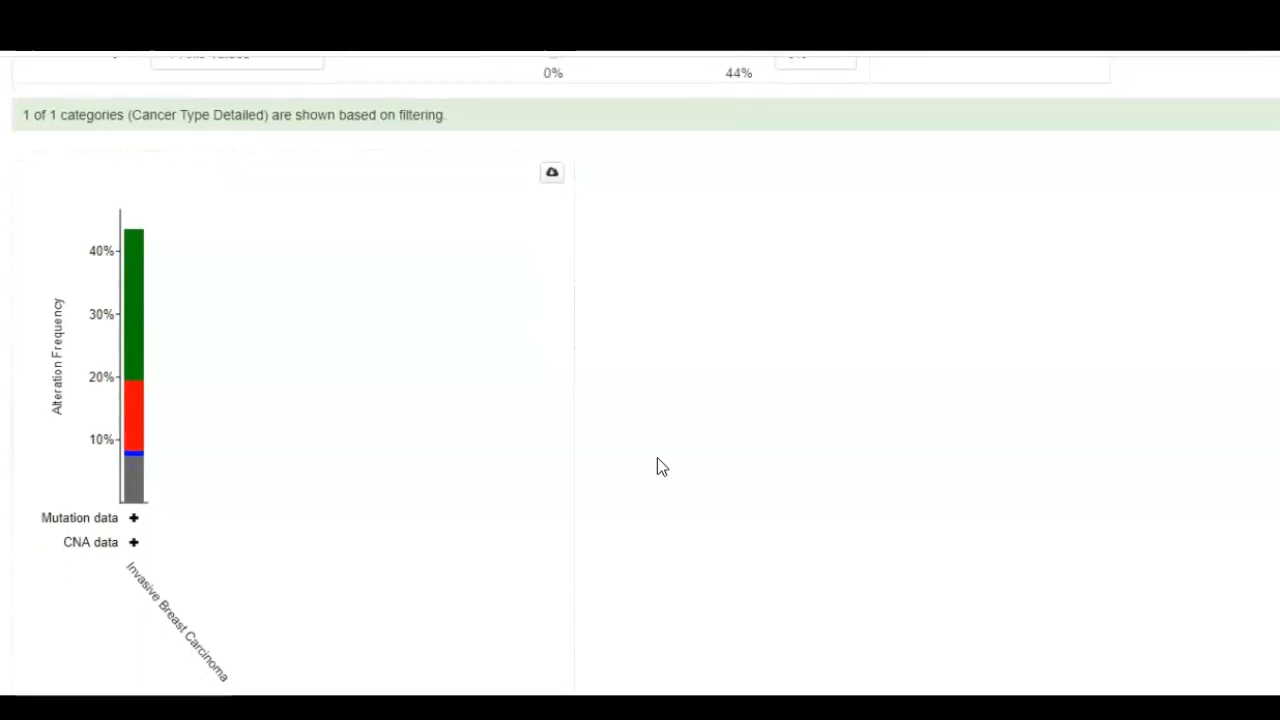 0% 44%
1 of 1 categories (Cancer Type Detailed) are shown based on filtering.
40%
30%
20%
10%
Alteration Frequency
Mutation data +
CNA data +
Invasive Breast Carcinoma